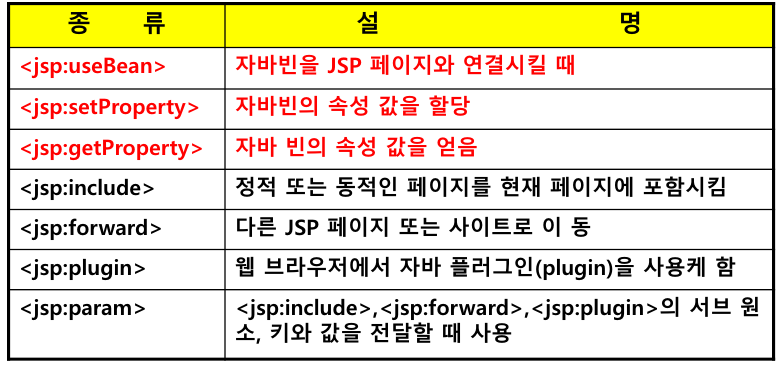 종 류 설 명
<jsp:useBean> 자바빈을 JSP 페이지와 연결시킬 때
<jsp:setProperty> 자바빈의 속성 값을 할당
<jsp:getProperty> 자바 빈의 속성 값을 얻음
<jsp:include> 정적 또는 동적인 페이지를 현재 페이지에 포함시킴
<jsp:forward> 다른 JSP 페이지 또는 사이트로 이 동
<jsp:plugin> 웹 브라우저에서 자바 플러그인(plugin)을 사용케 함
<jsp:param> <jsp:include>,<jsp:forward>,<jsp:plugin>의 서브 원
소, 키와 값을 전달할 때 사용